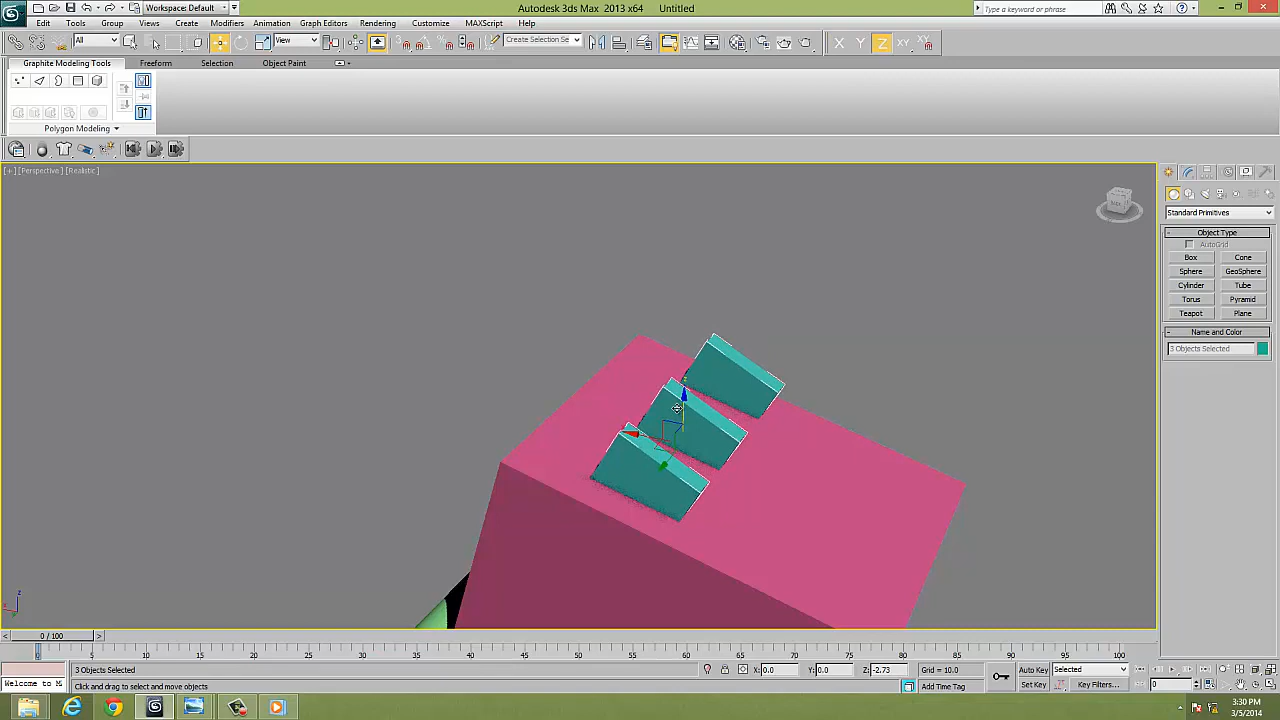 Workspace: Default
Autodesk 3ds Max 2013 x64 Untitled
Type a keyword or phrase
Edit Tools Group Views Create Modifiers Animation Graph Editors Rendering Customize MAXScript Help
All
View
Create Selection Se
X Y Z XY
Graphite Modeling Tools Freeform Selection Object Paint
Polygon Modeling
[+] [Perspective] [Realistic]
Standard Primitives
Object Type
AutoGrid
Box Cone
Sphere GeoSphere
Cylinder Tube
Torus Pyramid
Teapot Plane
Name and Color
3 Objects Selected
0 / 100
0 5 10 15 20 25 30 35 40 45 50 55 60 65 70 75 80 85 90 95 100
3 Objects Selected
X: 0.0 Y: 0.0 Z: -2.73
Grid = 10.0
Auto Key Selected
Welcome to M
Click and drag to select and move objects
Add Time Tag
Set Key
Key Filters...
0
3:30 PM
3/5/2014